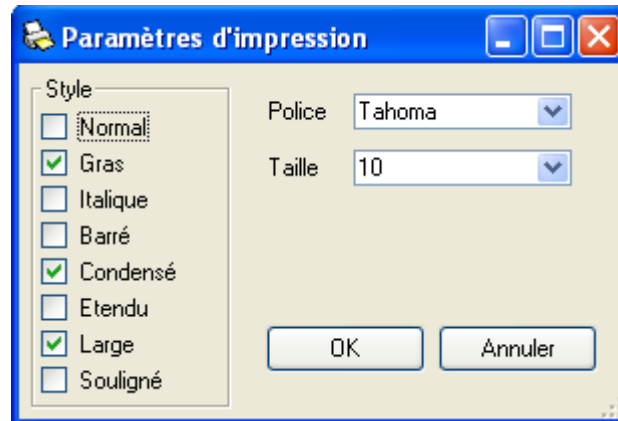 Paramètres d'impression
Style
Normal
Gras
Italique
Barré
Condensé
Etendu
Large
Souligné
Police Tahoma
Taille 10
OK Annuler